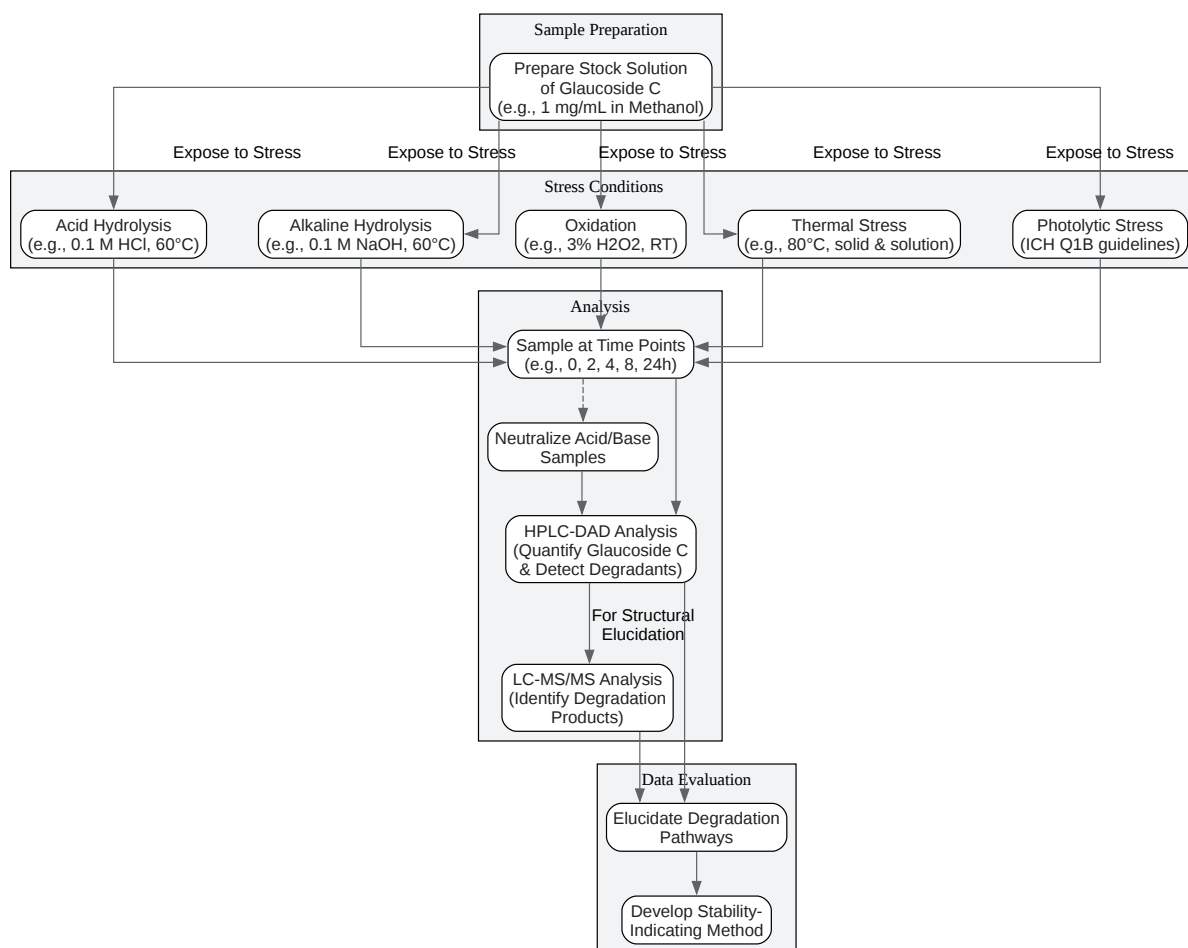 Sample Preparation
Prepare Stock Solution
of Glaucoside C
(e.g., 1 mg/mL in Methanol)
Expose to Stress
Expose to Stress
Expose to Stress
Expose to Stress
Expose to Stress
Stress Conditions
Acid Hydrolysis
(e.g., 0.1 M HCl, 60°C)
Alkaline Hydrolysis
(e.g., 0.1 M NaOH, 60°C)
Oxidation
(e.g., 3% H2O2, RT)
Thermal Stress
(e.g., 80°C, solid & solution)
Photolytic Stress
(ICH Q1B guidelines)
Analysis
Sample at Time Points
(e.g., 0, 2, 4, 8, 24h)
Neutralize Acid/Base
Samples
HPLC-DAD Analysis
(Quantify Glaucoside C
& Detect Degradants)
For Structural
Elucidation
LC-MS/MS Analysis
(Identify Degradation
Products)
Data Evaluation
Elucidate Degradation
Pathways
Develop Stability-
Indicating Method